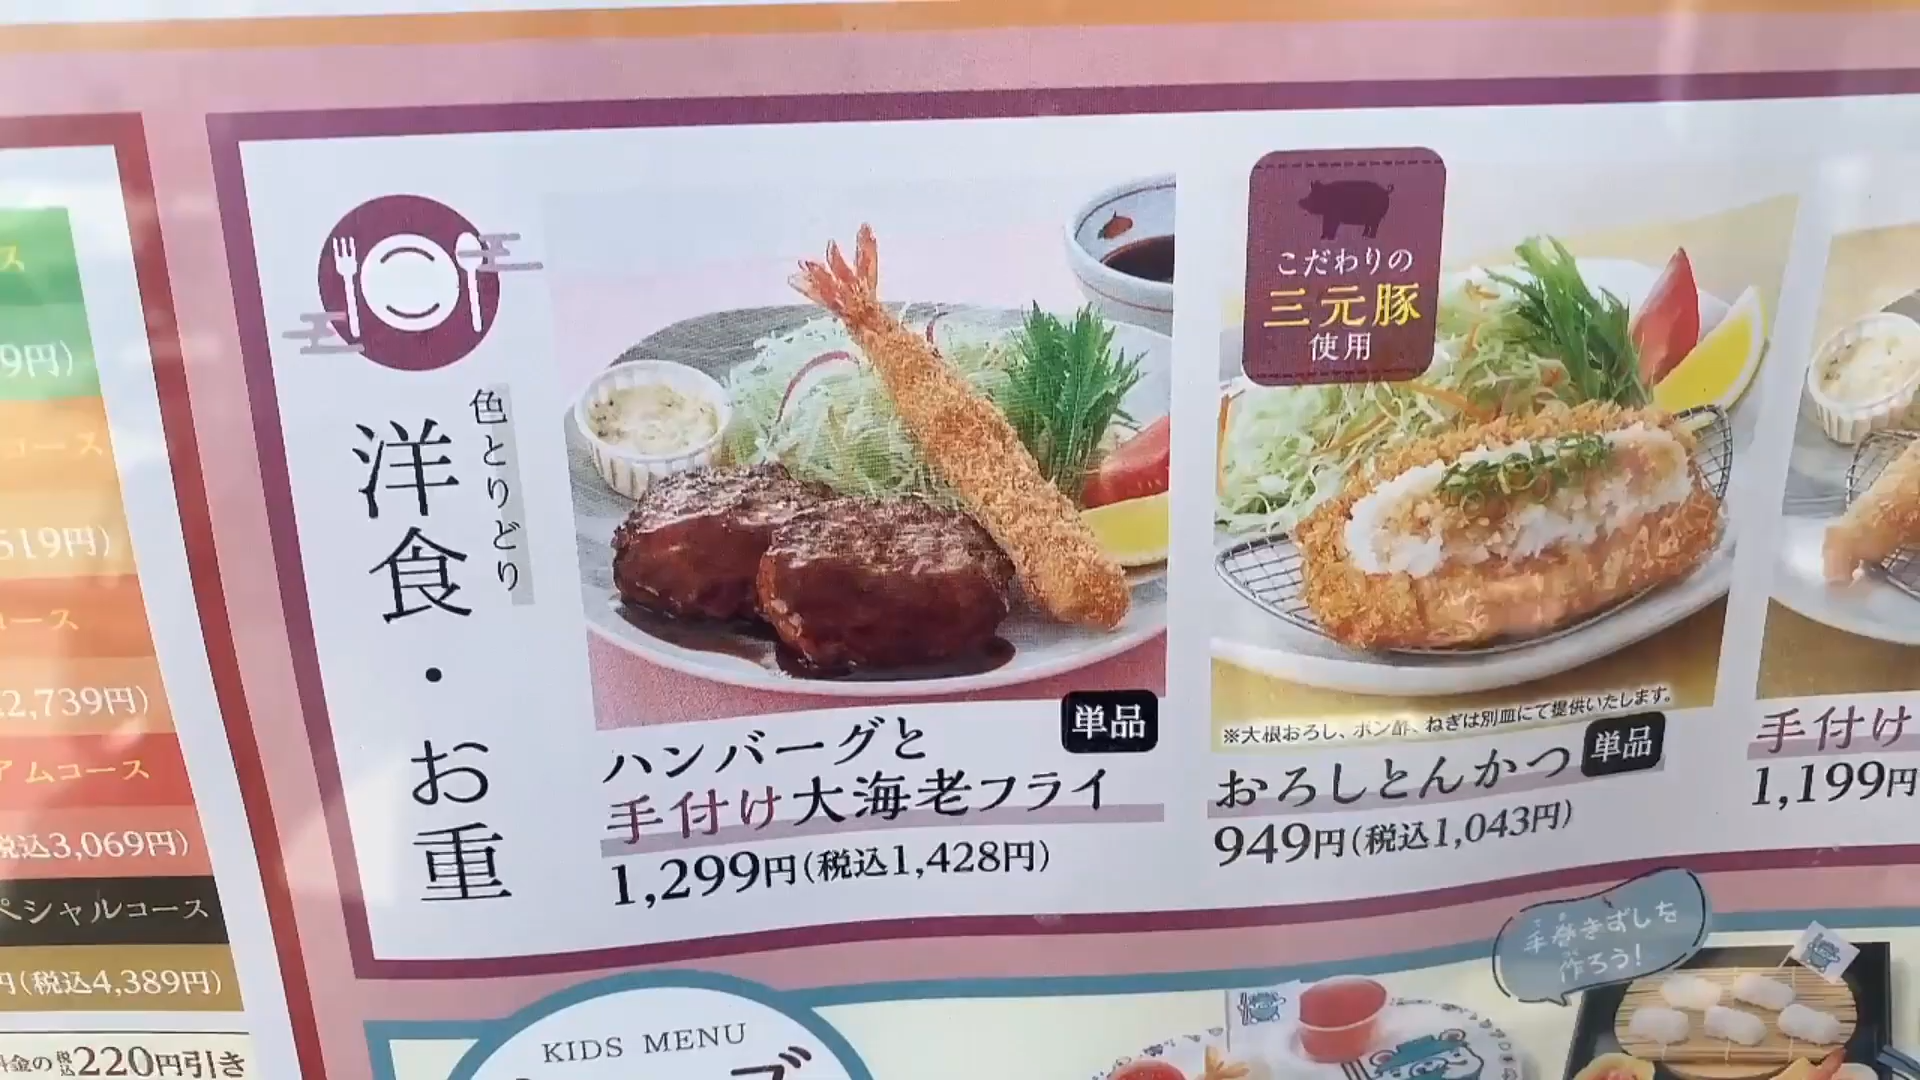 ス
9円)
コース
519円)
コース
2,739円)
アムコース
税込3,069円)
ペシャルコース
円(税込4,389円)
料金の税込220円引き
色とりどり
洋食・お重
単品
ハンバーグと
手付け大海老フライ
1,299円(税込1,428円)
こだわりの
三元豚
使用
※大根おろし、ポン酢、ねぎは別皿にて提供いたします。
おろしとんかつ
単品
949円(税込1,043円)
手付け
1,199円
KIDS MENU
ズ
手巻きずしを
作ろう!